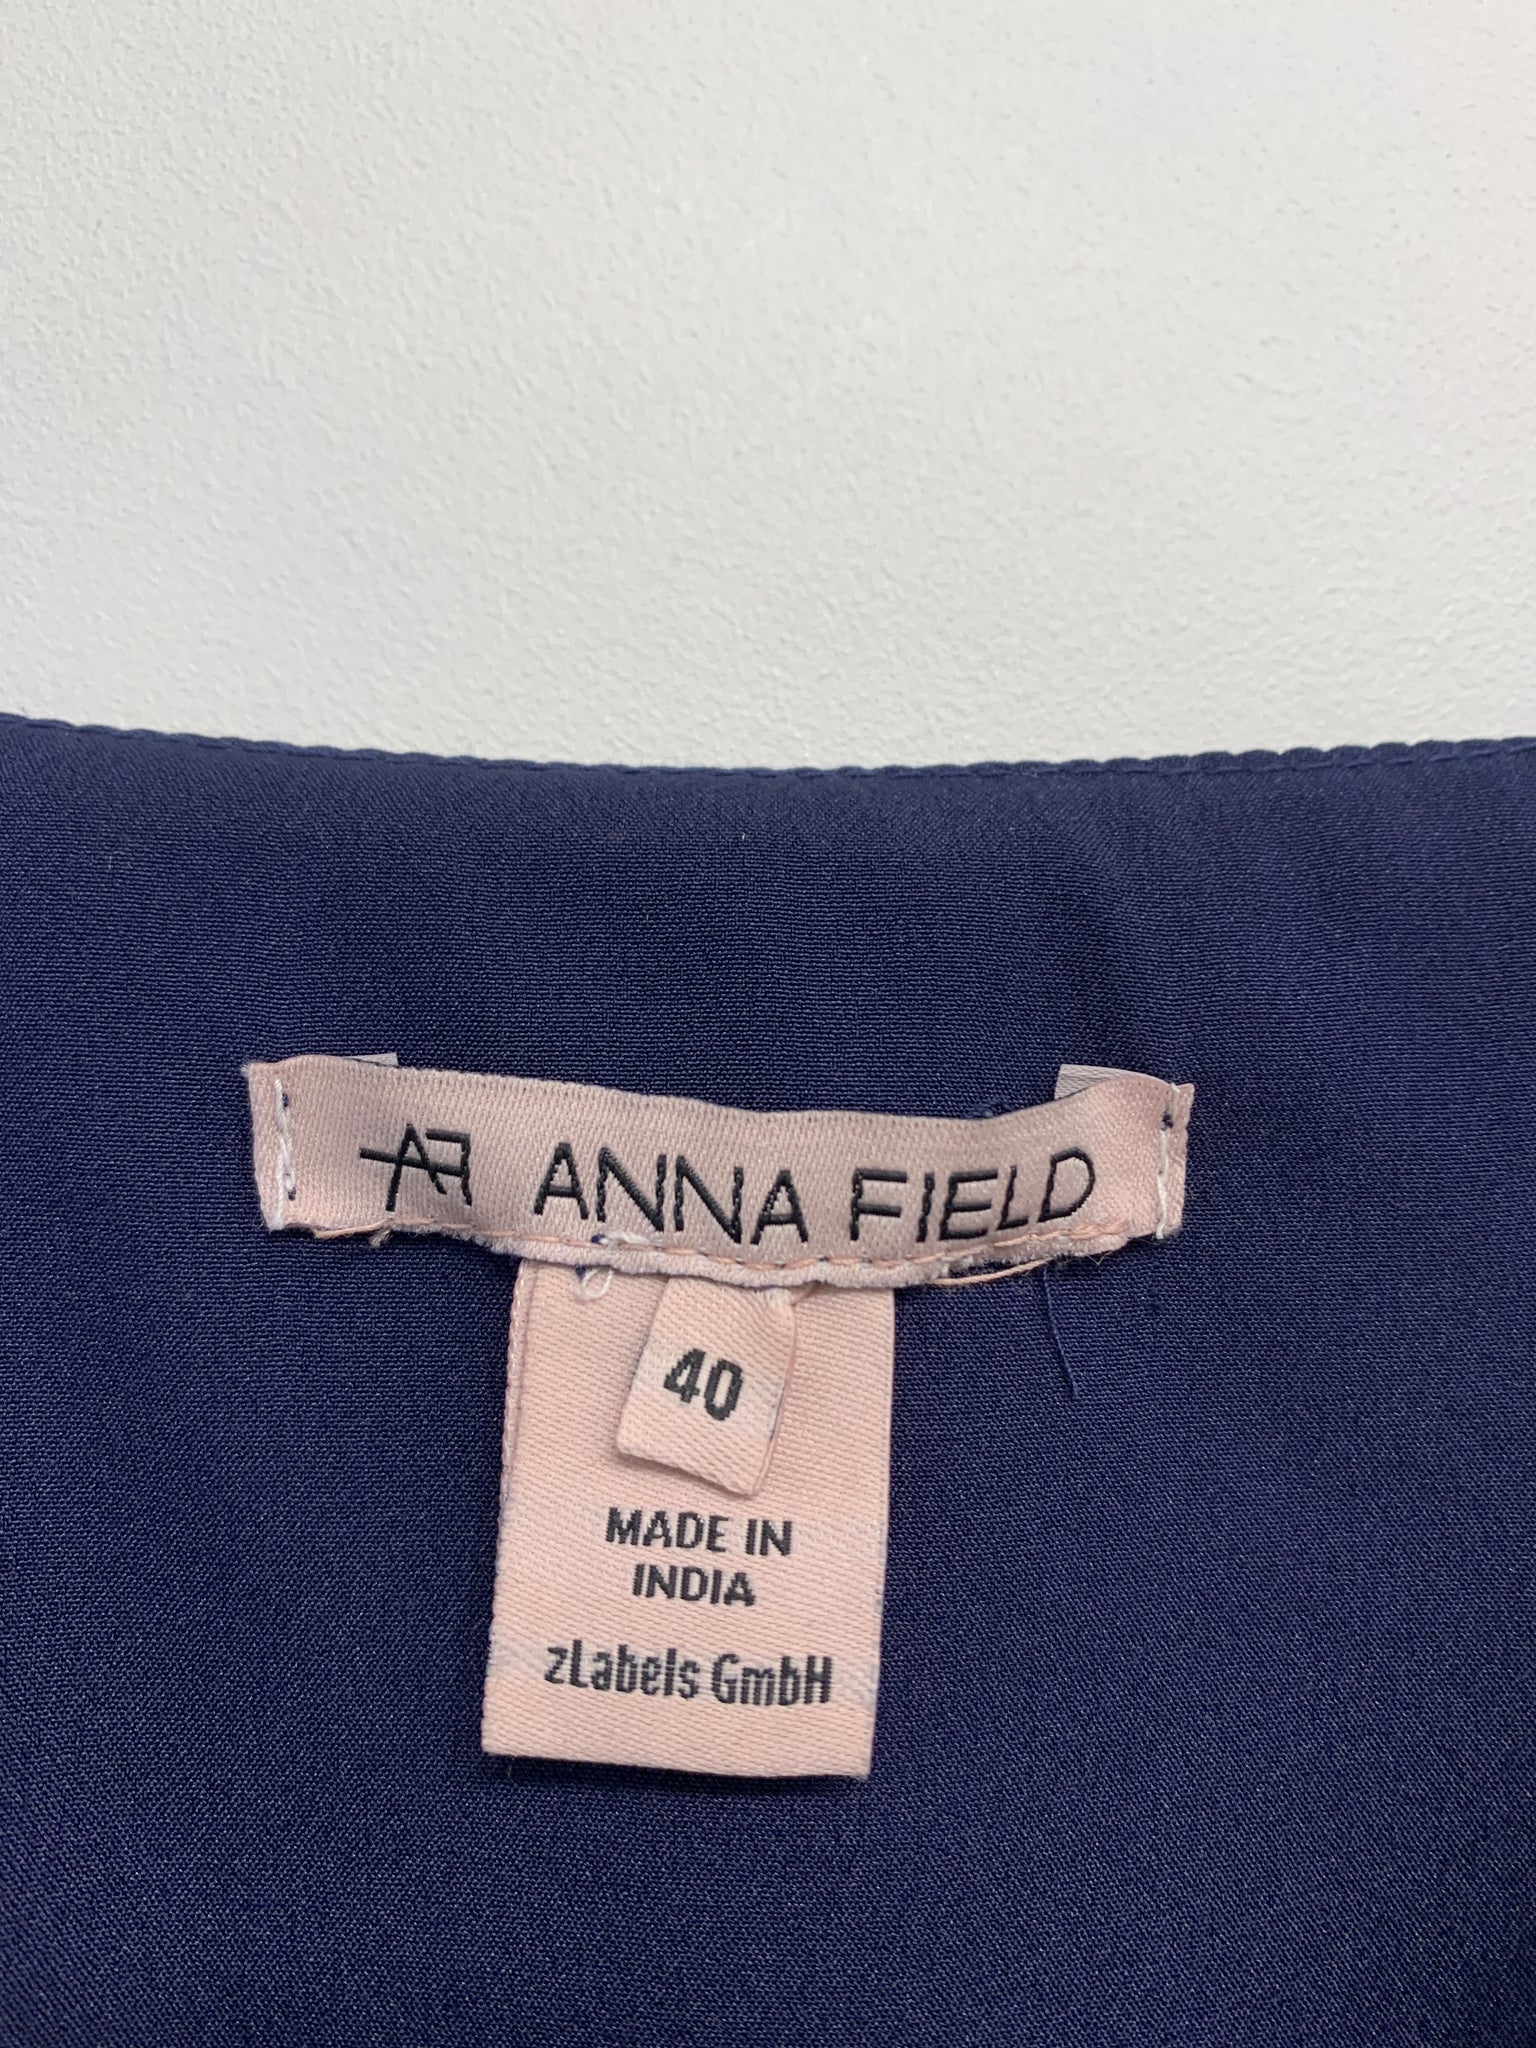 AF ANNA FIELD
40
MADE IN
INDIA
zLabels GmbH